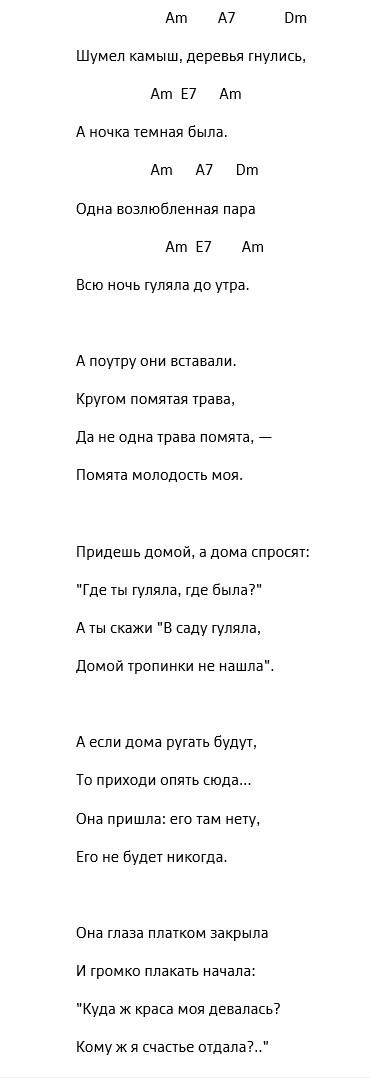 Am A7 Dm
Шумел камыш, деревья гнулись,
Am E7 Am
А ночка темная была.
Am A7 Dm
Одна возлюбленная пара
Am E7 Am
Всю ночь гуляла до утра.
А поутру они вставали.
Кругом помятая трава,
Да не одна трава помята, —
Помята молодость моя.
Придешь домой, а дома спросят:
"Где ты гуляла, где была?"
А ты скажи "В саду гуляла,
Домой тропинки не нашла".
А если дома ругать будут,
То приходи опять сюда...
Она пришла: его там нету,
Его не будет никогда.
Она глаза платком закрыла
И громко плакать начала:
"Куда ж краса моя девалась?
Кому ж я счастье отдала?.."